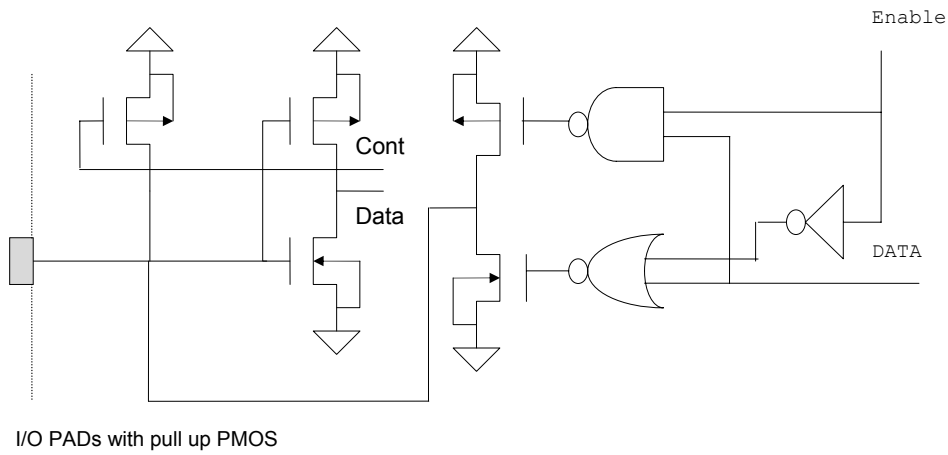 Enable
Cont
Data
DATA
I/O PADs with pull up PMOS